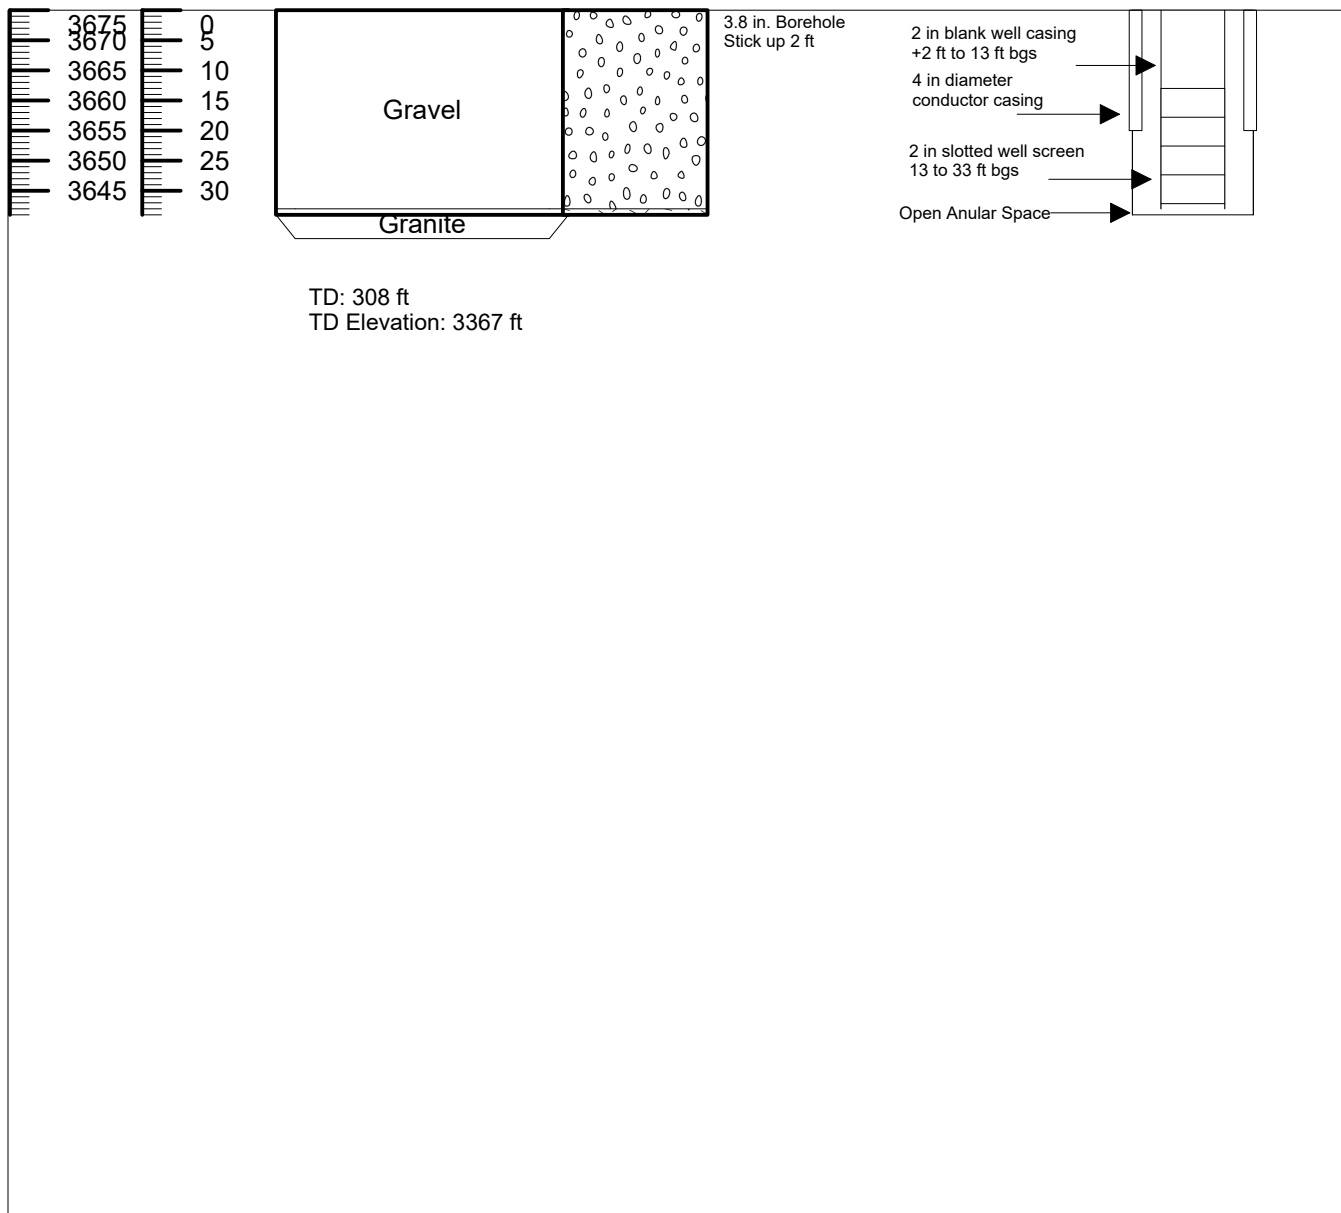 3675
3670
3665
3660
3655
3650
3645
0
5
10
15
20
25
30
Gravel
Granite
TD: 308 ft
TD Elevation: 3367 ft
3.8 in. Borehole
Stick up 2 ft
2 in blank well casing
+2 ft to 13 ft bgs
4 in diameter
conductor casing
2 in slotted well screen
13 to 33 ft bgs
Open Anular Space